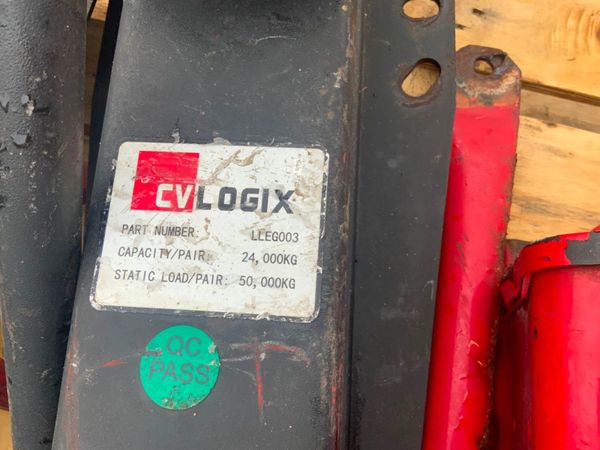 CVLOGIX
PART NUMBER: LLEG003
CAPACITY/PAIR: 24,000KG
STATIC LOAD/PAIR: 50,000KG
QC
PASS